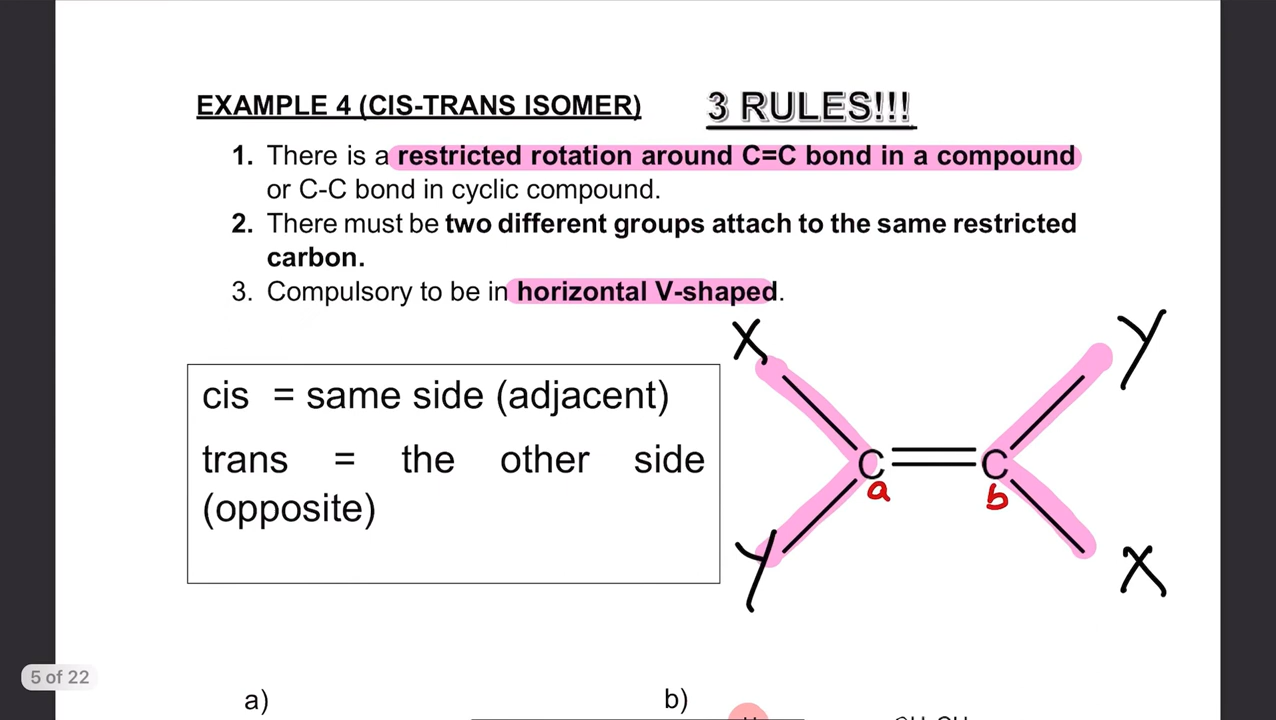 EXAMPLE 4 (CIS-TRANS ISOMER) 3 RULES!!!
1. There is a restricted rotation around C=C bond in a compound
or C-C bond in cyclic compound.
2. There must be two different groups attach to the same restricted
carbon.
3. Compulsory to be in horizontal V-shaped.
cis = same side (adjacent)
trans = the other side
(opposite)
X Y
C C
a b
Y X
5 of 22
a) b)